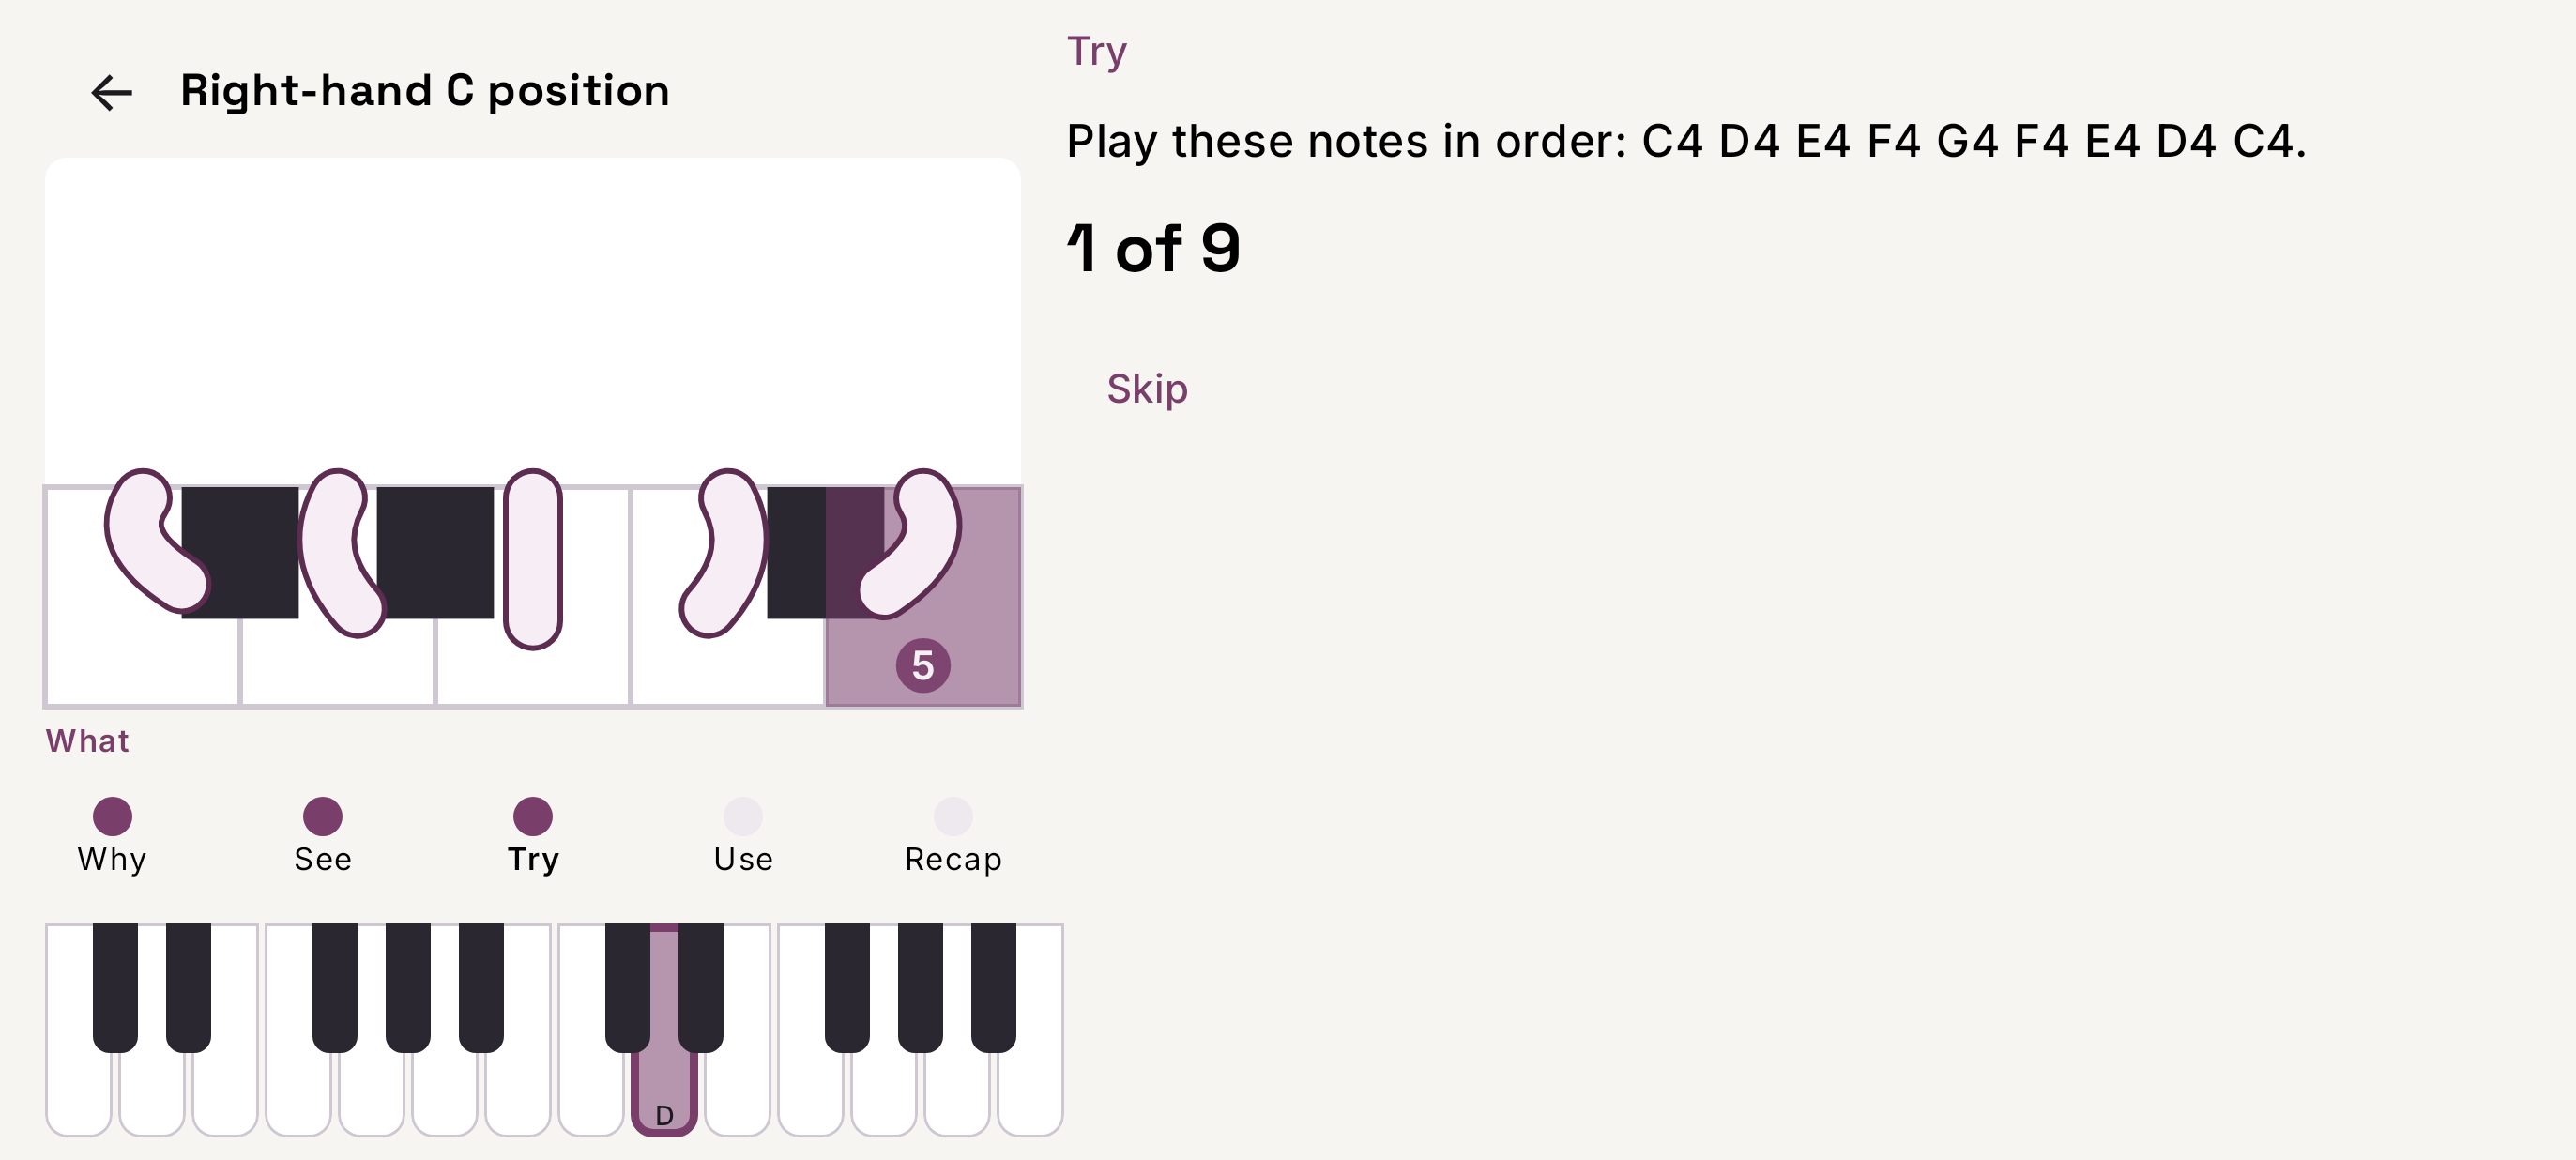 Right-hand C position
5
What
Why
See
Try
Use
Recap
D
Try
Play these notes in order: C4 D4 E4 F4 G4 F4 E4 D4 C4.
1 of 9
Skip